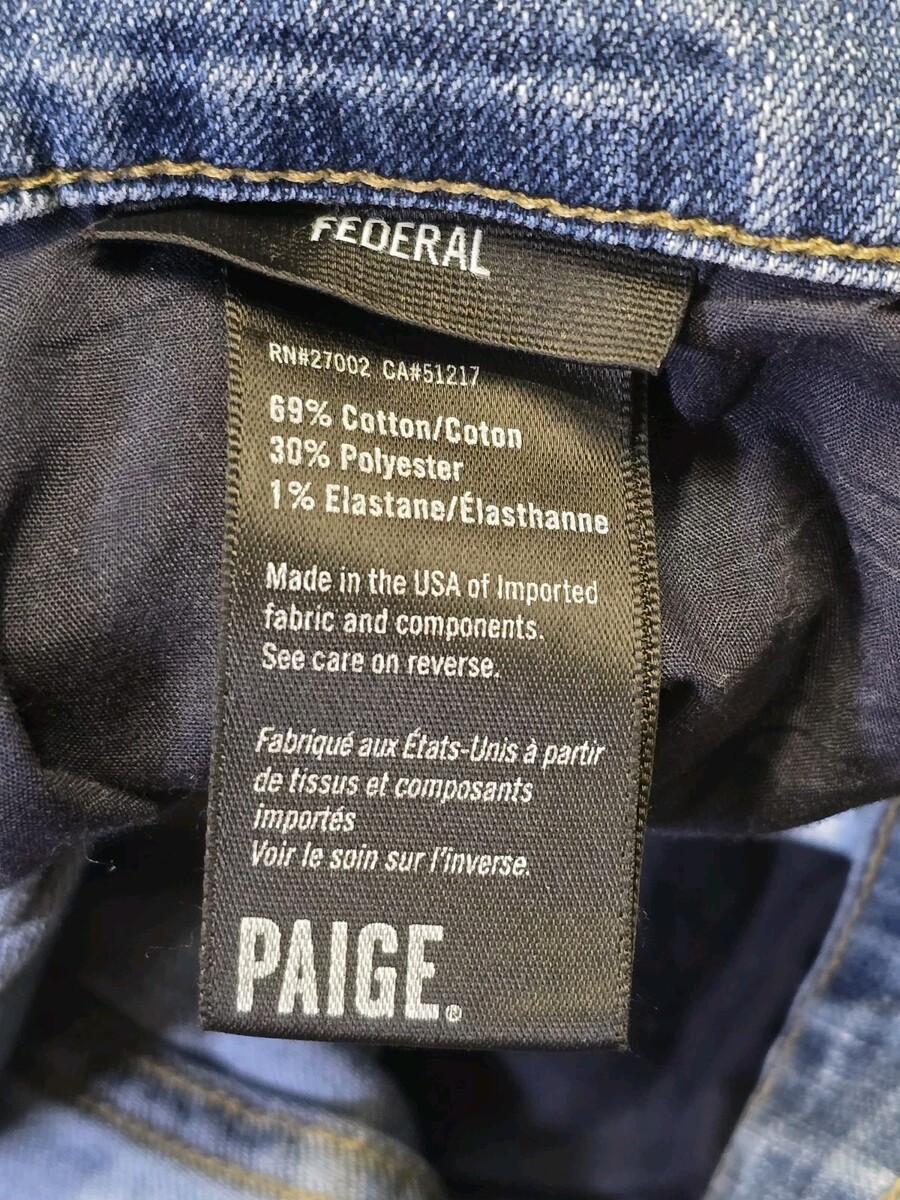 FEDERAL
RN#27002 CA#51217
69% Cotton/Coton
30% Polyester
1% Elastane/Élasthanne
Made in the USA of Imported
fabric and components.
See care on reverse.
Fabriqué aux États-Unis à partir
de tissus et composants
importés
Voir le soin sur l'inverse.
PAIGE®